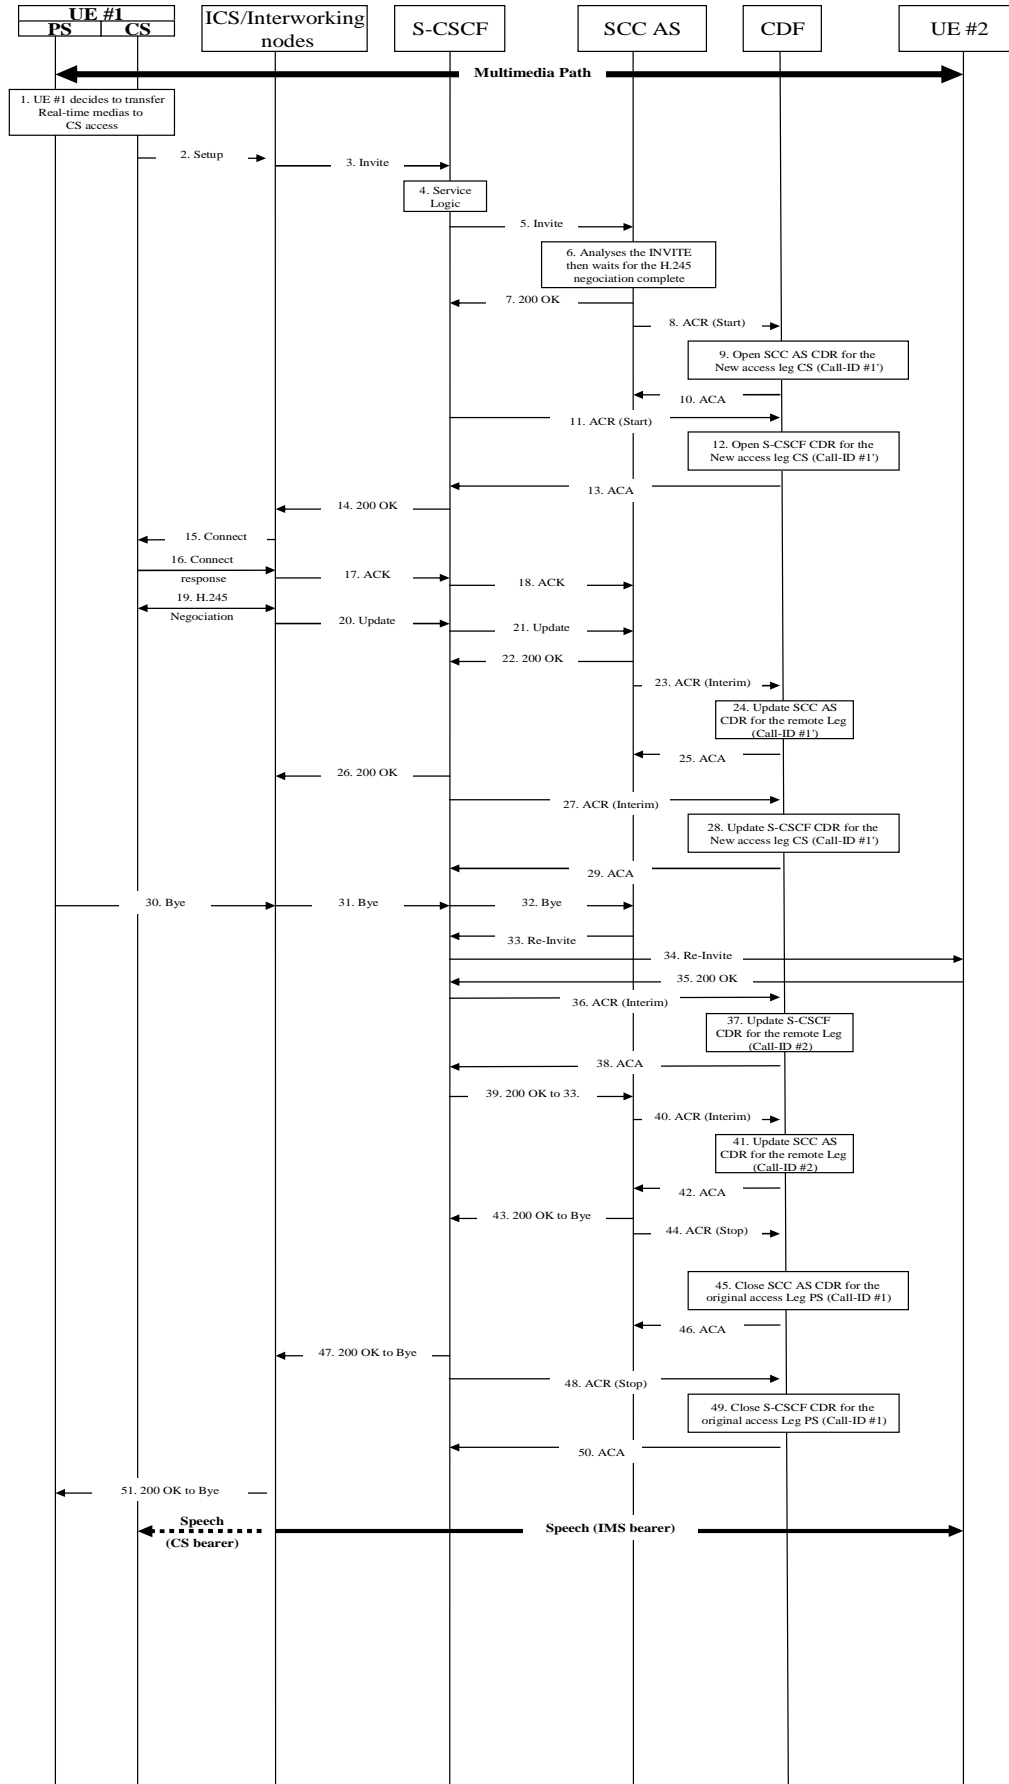 UE #1
PS CS
ICS/Interworking
nodes
S-CSCF
SCC AS
CDF
UE #2
Multimedia Path
1. UE #1 decides to transfer
Real-time medias to
CS access
2. Setup
3. Invite
4. Service
Logic
5. Invite
6. Analyses the INVITE
then waits for the H.245
negociation complete
7. 200 OK
8. ACR (Start)
9. Open SCC AS CDR for the
New access leg CS (Call-ID #1')
10. ACA
11. ACR (Start)
12. Open S-CSCF CDR for the
New access leg CS (Call-ID #1')
13. ACA
14. 200 OK
15. Connect
16. Connect
response
17. ACK
18. ACK
19. H.245
Negociation
20. Update
21. Update
22. 200 OK
23. ACR (Interim)
24. Update SCC AS
CDR for the remote Leg
(Call-ID #1')
25. ACA
26. 200 OK
27. ACR (Interim)
28. Update S-CSCF CDR for the
New access leg CS (Call-ID #1')
29. ACA
30. Bye
31. Bye
32. Bye
33. Re-Invite
34. Re-Invite
35. 200 OK
36. ACR (Interim)
37. Update S-CSCF
CDR for the remote Leg
(Call-ID #2)
38. ACA
39. 200 OK to 33.
40. ACR (Interim)
41. Update SCC AS
CDR for the remote Leg
(Call-ID #2)
42. ACA
43. 200 OK to Bye
44. ACR (Stop)
45. Close SCC AS CDR for the
original access Leg PS (Call-ID #1)
46. ACA
47. 200 OK to Bye
48. ACR (Stop)
49. Close S-CSCF CDR for the
original access Leg PS (Call-ID #1)
50. ACA
51. 200 OK to Bye
Speech
(CS bearer)
Speech (IMS bearer)